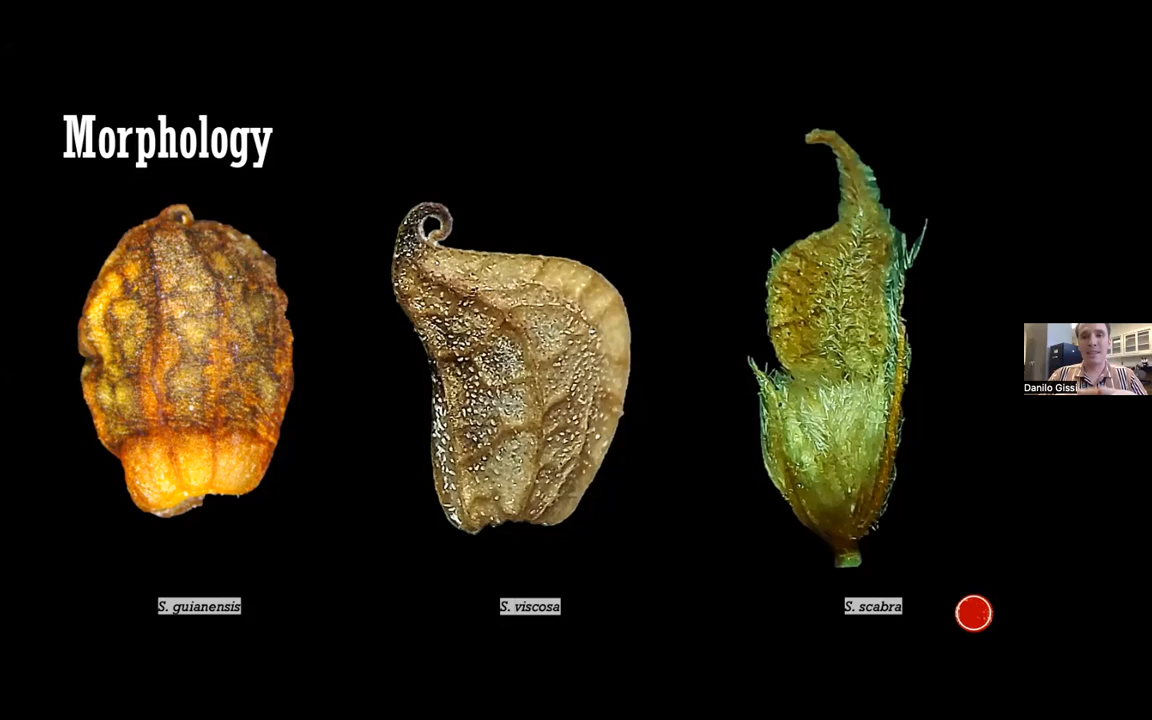 Morphology
Danilo Gissi
S. guianensis
S. viscosa
S. scabra